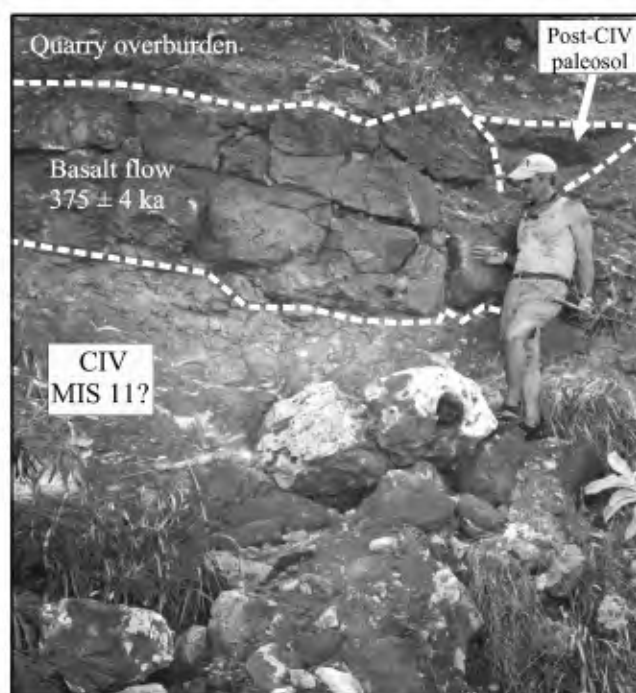 Quarry overburden
Post-CIV
paleosol
Basalt flow
375 ± 4 ka
CIV
MIS 11?